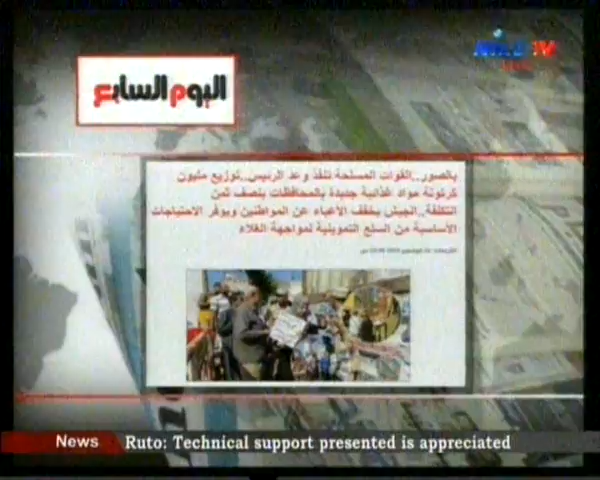 اليوم السابع
بالصور..القوات المسلحة تنفذ وعد الرئيس..توزيع مليون
كرتونة مواد غذائية جديدة بالمحافظات بنصف ثمن
التكلفة..الجيش يخفف الأعباء عن المواطنين ويوفر الاحتياجات
الأساسية من السلع التموينية لمواجهة الغلاء
News
Ruto: Technical support presented is appreciated